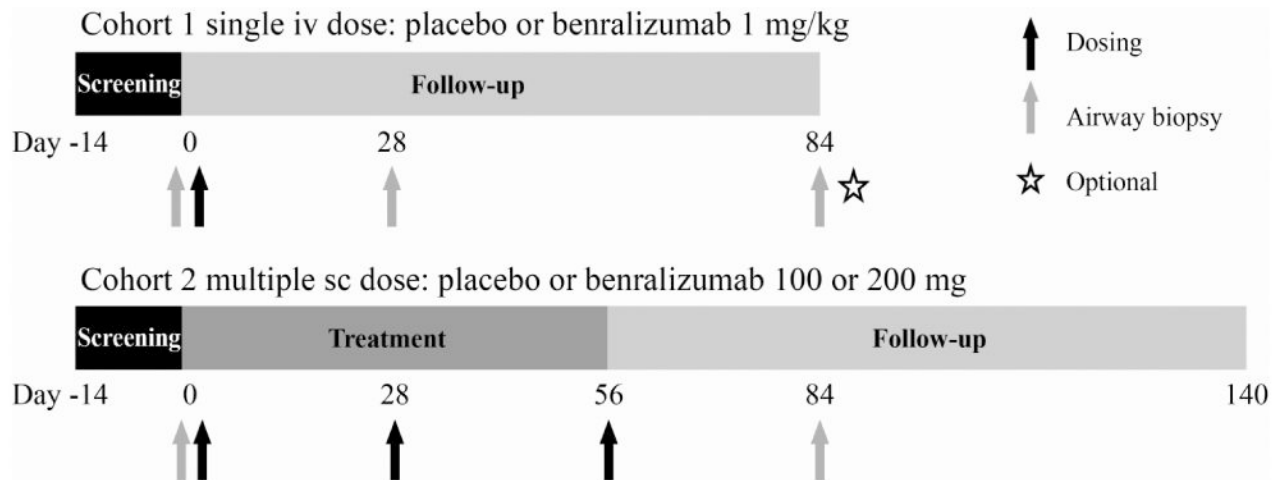 Cohort 1 single iv dose: placebo or benralizumab 1 mg/kg
Screening Follow-up
Day -14 0 28 84
Dosing
Airway biopsy
Optional
Cohort 2 multiple sc dose: placebo or benralizumab 100 or 200 mg
Screening Treatment Follow-up
Day -14 0 28 56 84 140